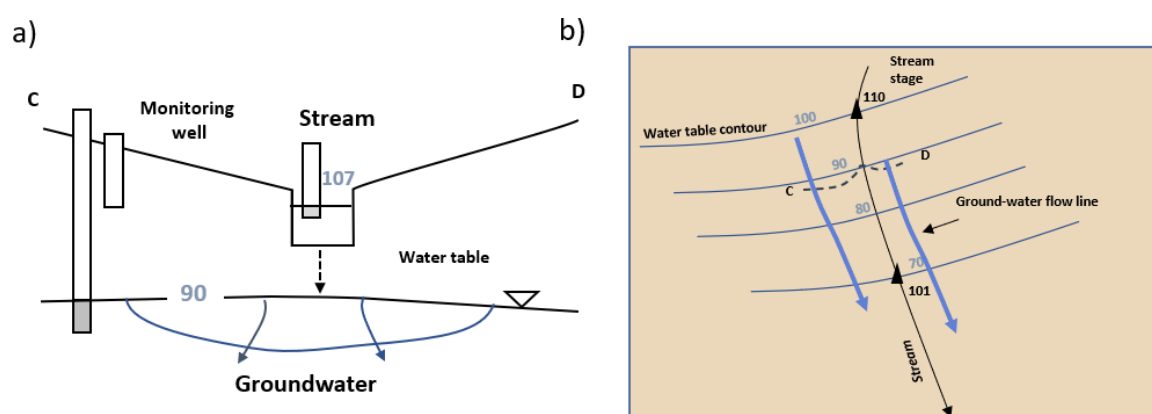 a)
C
Monitoring
well
Stream
D
107
Water table
90
Groundwater
b)
Stream
stage
110
100
Water table contour
90
D
C
80
Ground-water flow line
70
101
Stream